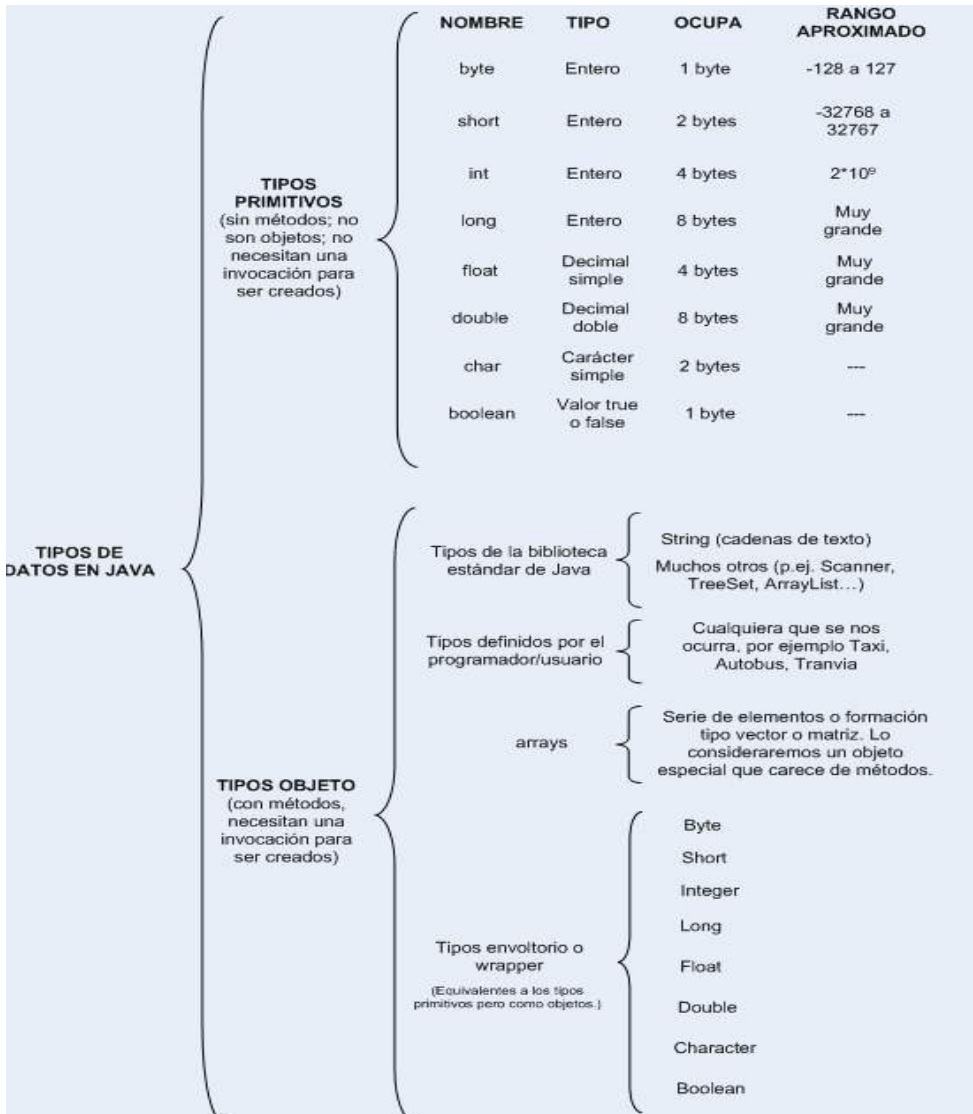 NOMBRE TIPO OCUPA RANGO APROXIMADO
byte Entero 1 byte -128 a 127
short Entero 2 bytes -32768 a
32767
int Entero 4 bytes 2*10⁹
long Entero 8 bytes Muy
grande
float Decimal
simple 4 bytes Muy
grande
double Decimal
doble 8 bytes Muy
grande
char Carácter
simple 2 bytes ---
boolean Valor true
o false 1 byte ---
TIPOS
PRIMITIVOS
(sin métodos; no
son objetos; no
necesitan una
invocación para
ser creados)
TIPOS DE
DATOS EN JAVA
TIPOS OBJETO
(con métodos,
necesitan una
invocación para
ser creados)
Tipos de la biblioteca
estándar de Java
String (cadenas de texto)
Muchos otros (p.ej. Scanner,
TreeSet, ArrayList…)
Tipos definidos por el
programador/usuario
Cualquiera que se nos
ocurra, por ejemplo Taxi,
Autobus, Tranvia
arrays
Serie de elementos o formación
tipo vector o matriz. Lo
consideraremos un objeto
especial que carece de métodos.
Tipos envoltorio o
wrapper
(Equivalentes a los tipos
primitivos pero como objetos.)
Byte
Short
Integer
Long
Float
Double
Character
Boolean